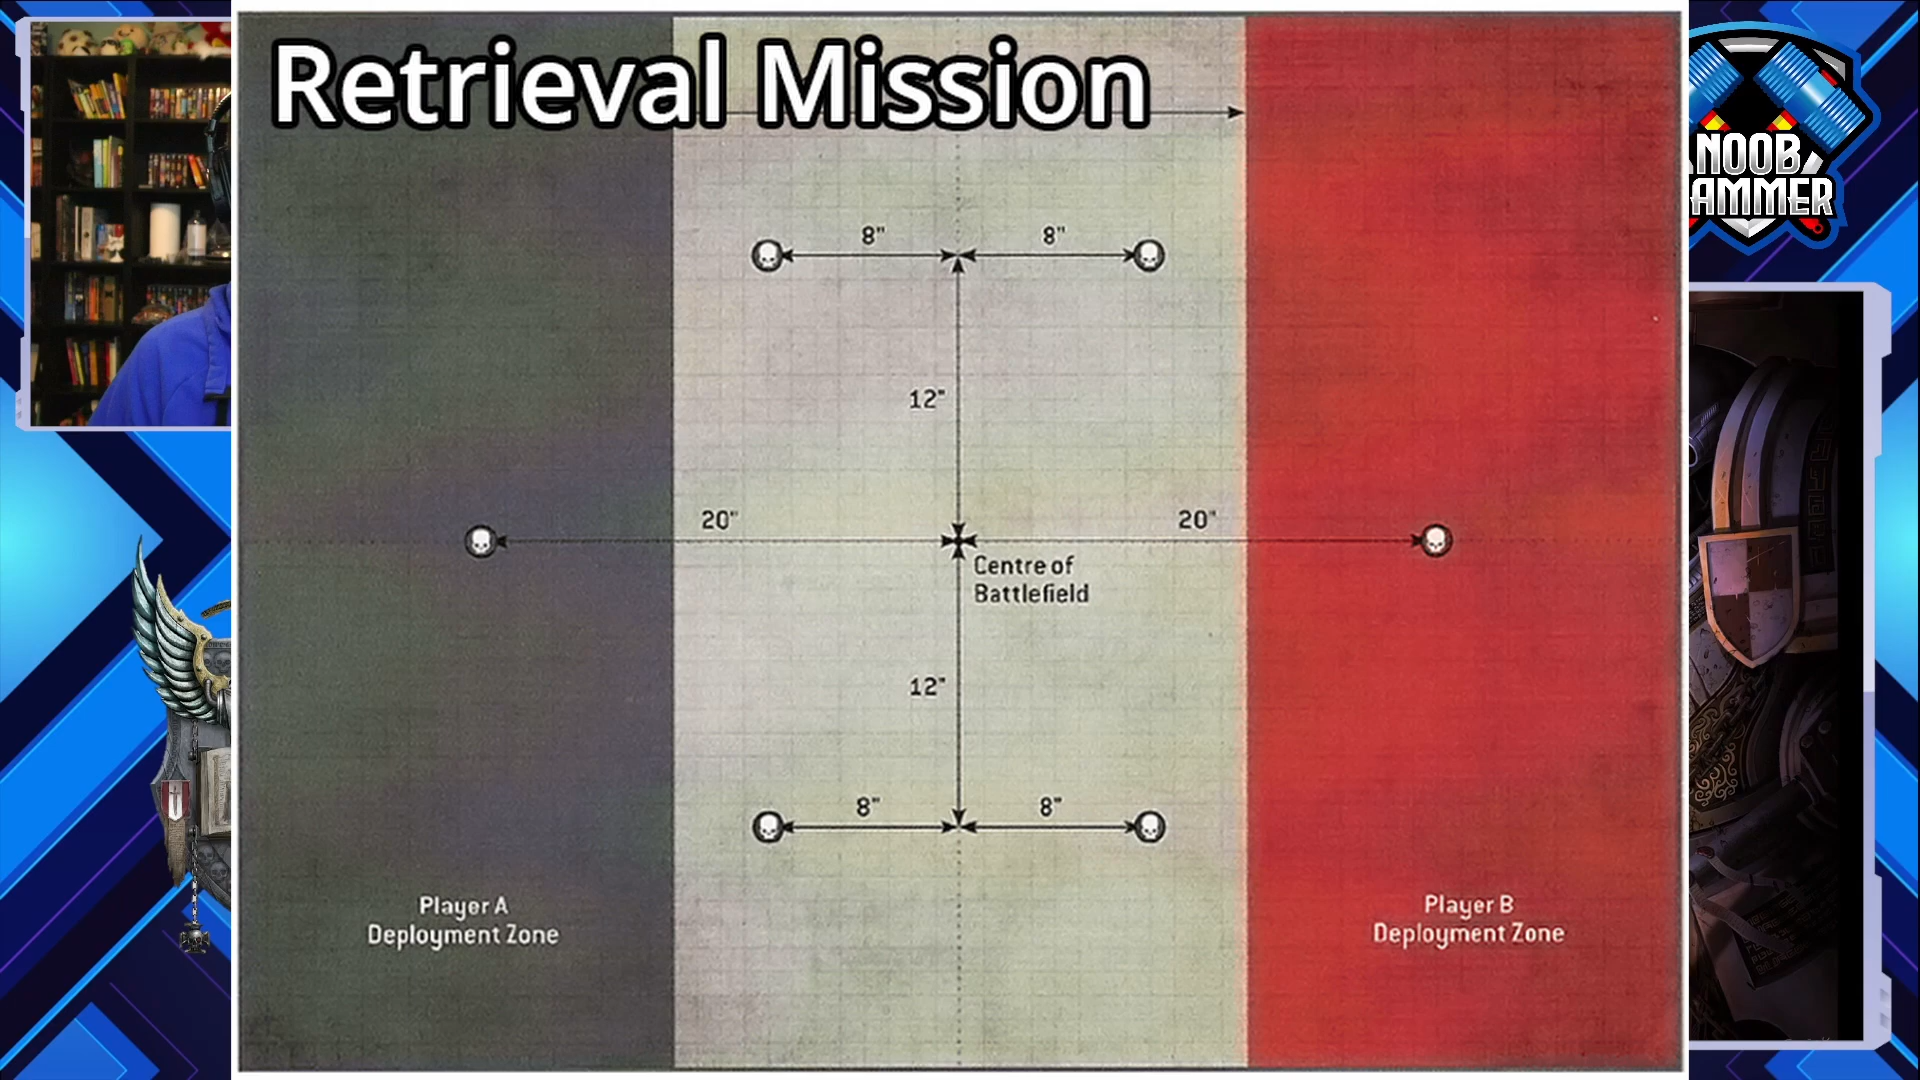 Retrieval Mission
NOOB
AMMER
8" 8"
12"
20" 20"
Centre of
Battlefield
12"
8" 8"
Player A
Deployment Zone
Player B
Deployment Zone